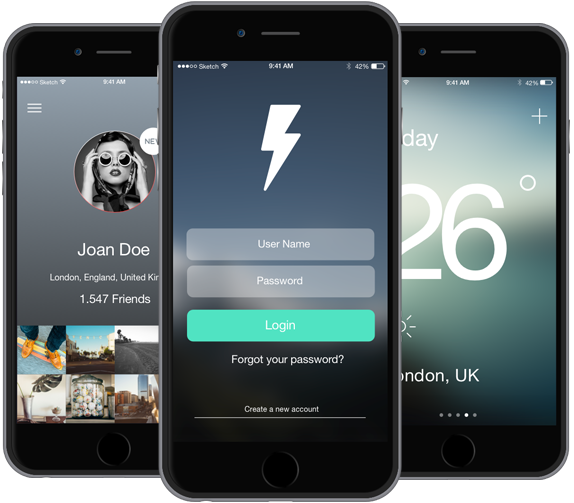 Sketch 9:41 AM
NEW
Joan Doe
London, England, United Kin
1.547 Friends
Sketch 9:41 AM 42%
User Name
Password
Login
Forgot your password?
Create a new account
9:41 AM 42%
day
26°
ondon, UK